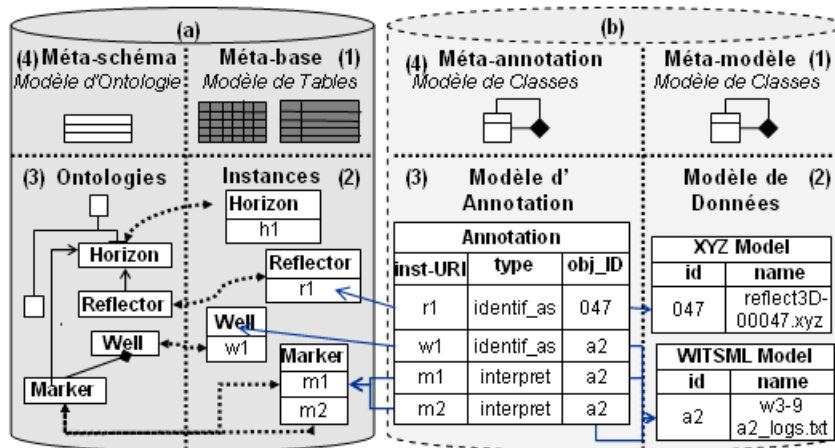 (a)
(4) Méta-schéma
Modèle d'Ontologie
Méta-base (1)
Modèle de Tables
(3) Ontologies
Horizon
Reflector
Well
Marker
Instances (2)
Horizon
h1
Reflector
r1
Well
w1
Marker
m1
m2
(b)
(4) Méta-annotation
Modèle de Classes
Méta-modèle (1)
Modèle de Classes
(3) Modèle d'
Annotation
Annotation
inst-URI type obj_ID
r1 identif_as 047
w1 identif_as a2
m1 interpret a2
m2 interpret a2
Modèle de (2)
Données
XYZ Model
id name
047 reflect3D-
00047.xyz
WITSML Model
id name
a2 w3-9
a2_logs.txt